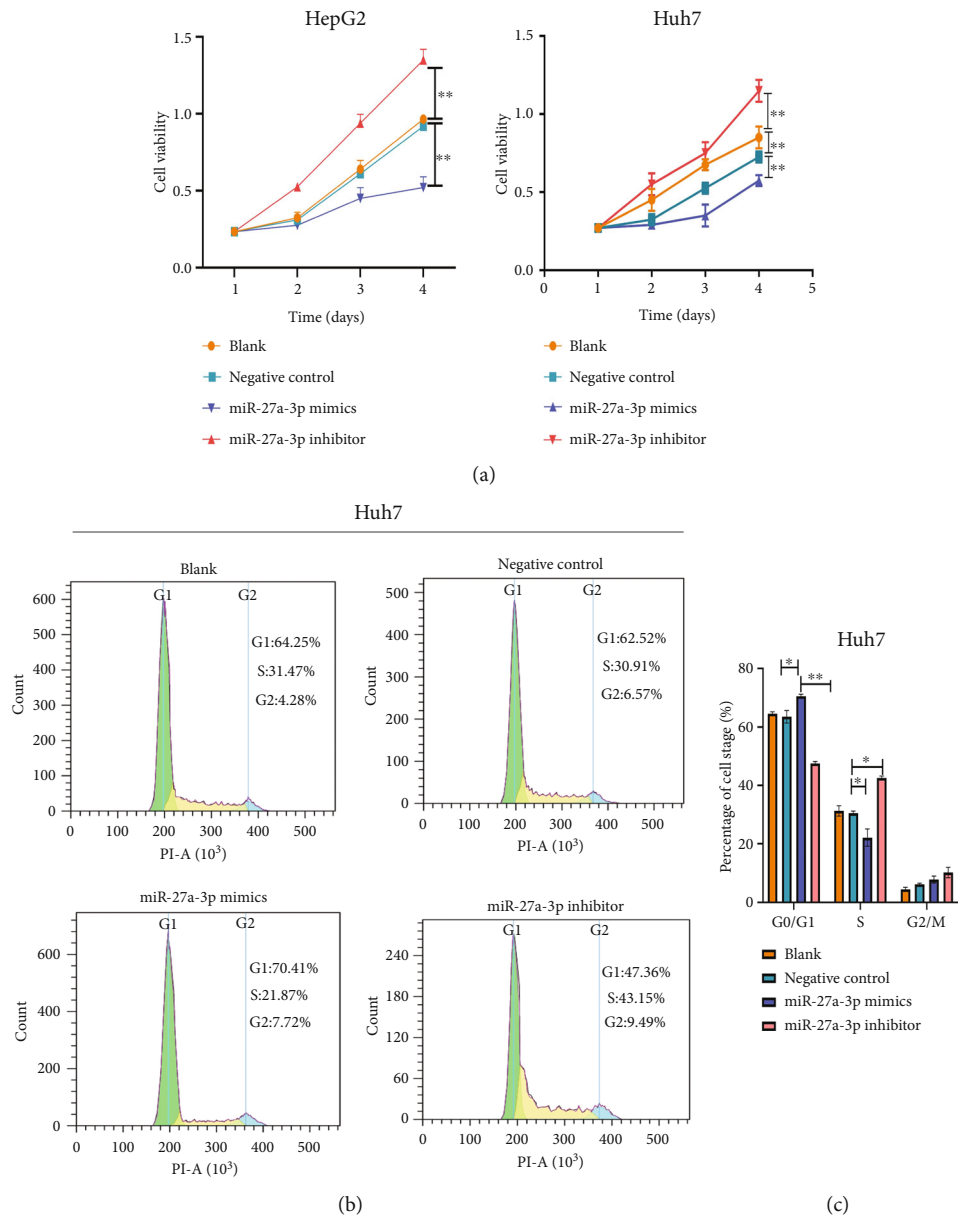 HepG2
Huh7
1.5
1.0
0.5
0.0
Cell viability
1 2 3 4
Time (days)
**
**
1.5
1.0
0.5
0.0
Cell viability
0 1 2 3 4 5
Time (days)
**
**
**
Blank
Negative control
miR-27a-3p mimics
miR-27a-3p inhibitor
Blank
Negative control
miR-27a-3p mimics
miR-27a-3p inhibitor
(a)
Huh7
Blank
G1 G2
G1:64.25%
S:31.47%
G2:4.28%
600
500
400
300
200
100
0
Count
0 100 200 300 400 500
PI-A (10³)
Negative control
G1 G2
G1:62.52%
S:30.91%
G2:6.57%
500
400
300
200
100
0
Count
0 100 200 300 400 500
PI-A (10³)
miR-27a-3p mimics
G1 G2
G1:70.41%
S:21.87%
G2:7.72%
600
400
200
0
Count
0 100 200 300 400 500
PI-A (10³)
miR-27a-3p inhibitor
G1 G2
G1:47.36%
S:43.15%
G2:9.49%
240
180
120
60
0
Count
0 100 200 300 400 500
PI-A (10³)
(b)
Huh7
80
60
40
20
0
Percentage of cell stage (%)
*
**
*
*
G0/G1 S G2/M
Blank
Negative control
miR-27a-3p mimics
miR-27a-3p inhibitor
(c)